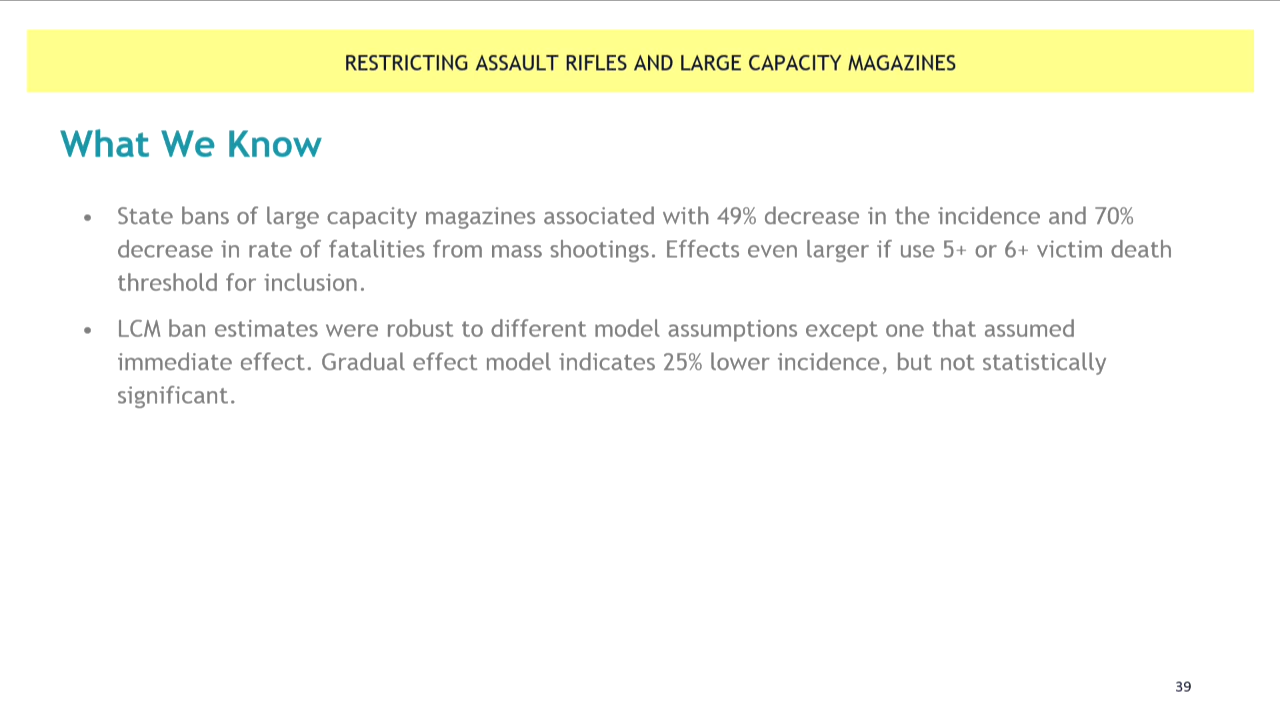 RESTRICTING ASSAULT RIFLES AND LARGE CAPACITY MAGAZINES
What We Know
• State bans of large capacity magazines associated with 49% decrease in the incidence and 70%
decrease in rate of fatalities from mass shootings. Effects even larger if use 5+ or 6+ victim death
threshold for inclusion.
• LCM ban estimates were robust to different model assumptions except one that assumed
immediate effect. Gradual effect model indicates 25% lower incidence, but not statistically
significant.
39